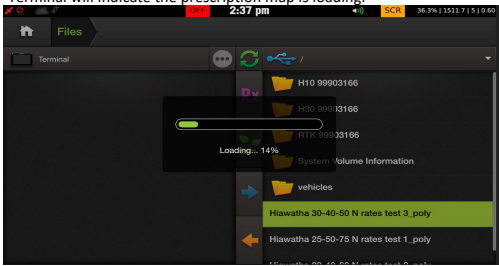 Terminal will indicate the prescription map is loading.
OFF 2:37 pm SCR 36.3% | 1511.7 | 5 | 0.60
Files
Terminal
/
H10 99903166
Rx
H30 99903166
RTK 99903166
Loading... 14%
System Volume Information
vehicles
Hiawatha 30-40-50 N rates test 3_poly
Hiawatha 25-50-75 N rates test 1_poly